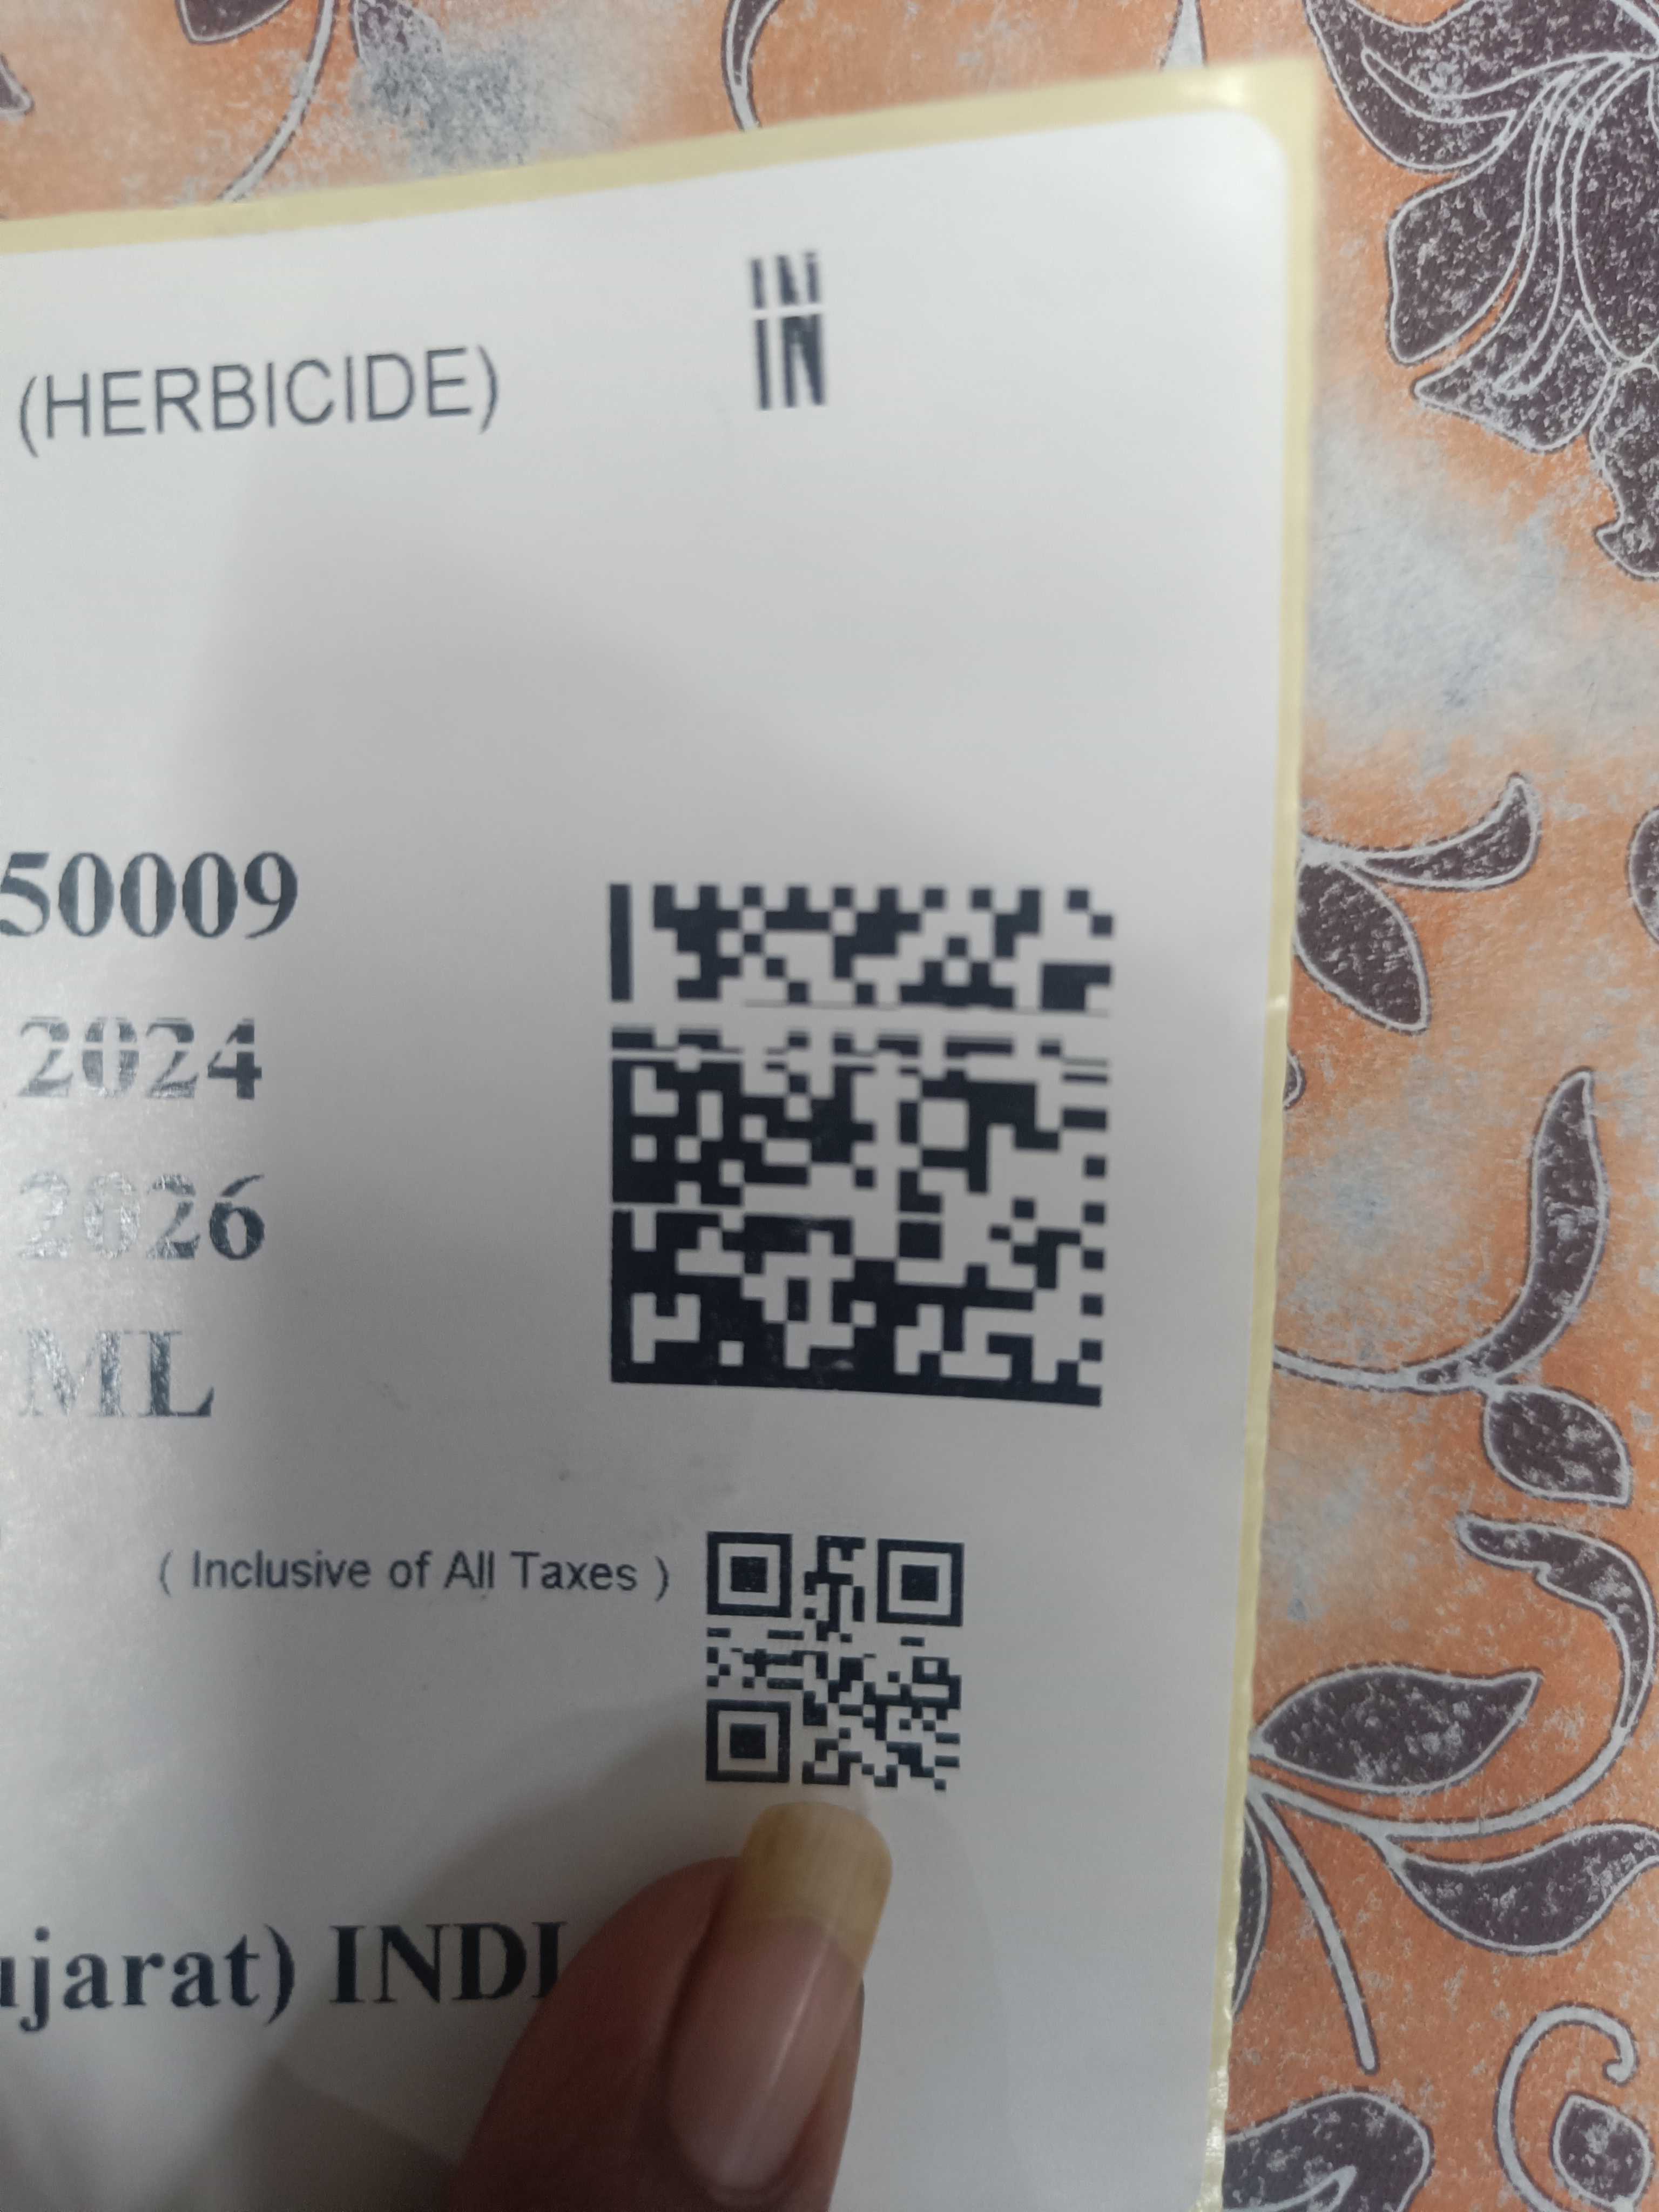 IN
(HERBICIDE)
50009
2024
2026
ML
( Inclusive of All Taxes )
ujarat) INDI